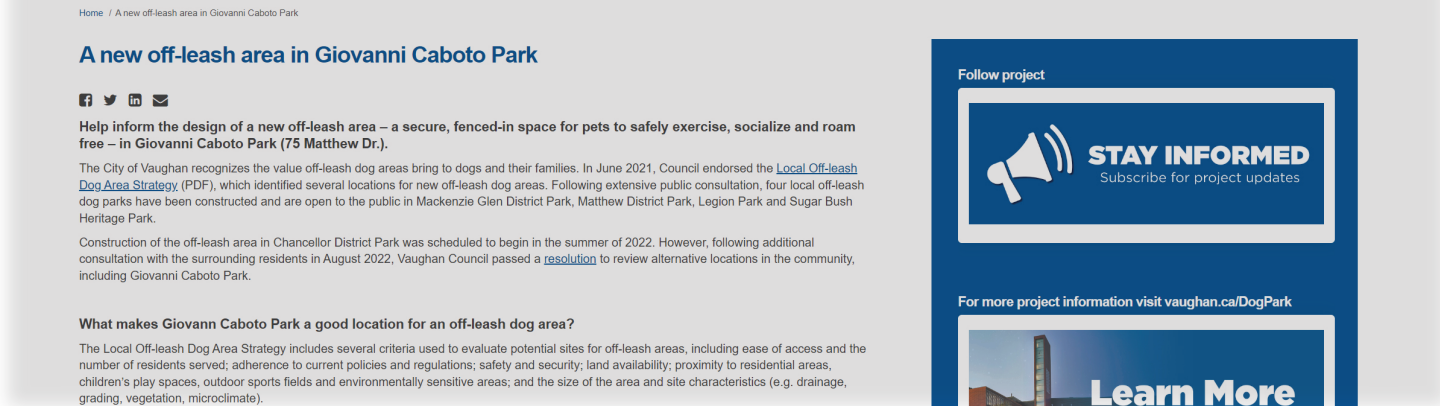 Home / A new off-leash area in Giovanni Caboto Park
A new off-leash area in Giovanni Caboto Park
Help inform the design of a new off-leash area – a secure, fenced-in space for pets to safely exercise, socialize and roam
free – in Giovanni Caboto Park (75 Matthew Dr.).
The City of Vaughan recognizes the value off-leash dog areas bring to dogs and their families. In June 2021, Council endorsed the Local Off-leash
Dog Area Strategy (PDF), which identified several locations for new off-leash dog areas. Following extensive public consultation, four local off-leash
dog parks have been constructed and are open to the public in Mackenzie Glen District Park, Matthew District Park, Legion Park and Sugar Bush
Heritage Park.
Construction of the off-leash area in Chancellor District Park was scheduled to begin in the summer of 2022. However, following additional
consultation with the surrounding residents in August 2022, Vaughan Council passed a resolution to review alternative locations in the community,
including Giovanni Caboto Park.
What makes Giovann Caboto Park a good location for an off-leash dog area?
The Local Off-leash Dog Area Strategy includes several criteria used to evaluate potential sites for off-leash areas, including ease of access and the
number of residents served; adherence to current policies and regulations; safety and security; land availability; proximity to residential areas,
children's play spaces, outdoor sports fields and environmentally sensitive areas; and the size of the area and site characteristics (e.g. drainage,
grading, vegetation, microclimate).
Follow project
STAY INFORMED
Subscribe for project updates
For more project information visit vaughan.ca/DogPark
Learn More